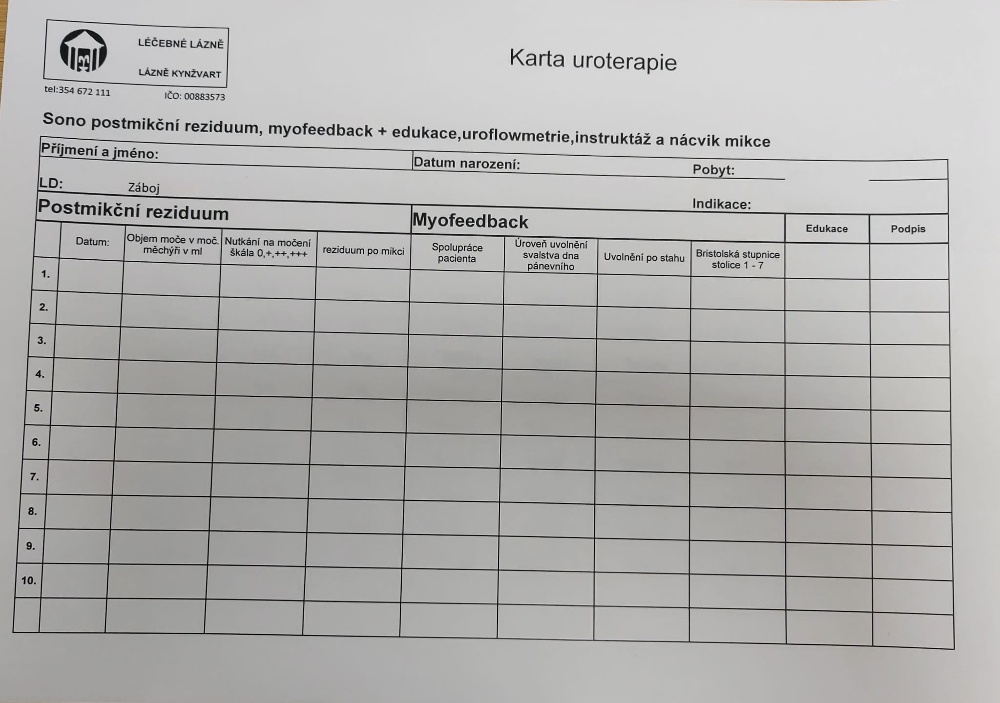 LÉČEBNÉ LÁZNĚ
LÁZNĚ KYNŽVART
tel:354 672 111 IČO: 00883573
Karta uroterapie
Sono postmikční reziduum, myofeedback + edukace,uroflowmetrie,instruktáž a nácvik mikce
Příjmení a jméno: Datum narození: Pobyt:
LD: Záboj Indikace:
Postmikční reziduum Myofeedback Edukace Podpis
Datum:
Objem moče v moč.
měchýři v ml
Nutkání na močení
škála 0,+,++,+++
reziduum po mikci
Spolupráce
pacienta
Úroveň uvolnění
svalstva dna
pánevního
Uvolnění po stahu
Bristolská stupnice
stolice 1 - 7
1.
2.
3.
4.
5.
6.
7.
8.
9.
10.